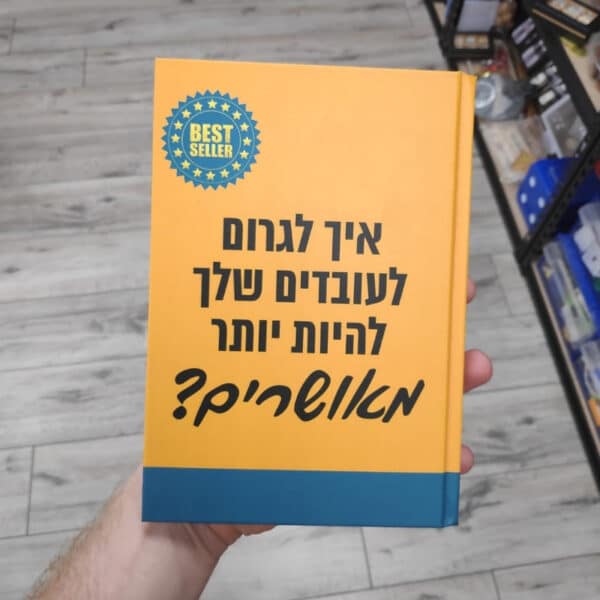 BEST
SELLER
איך לגרום
לעובדים שלך
להיות יותר
מאושרים?